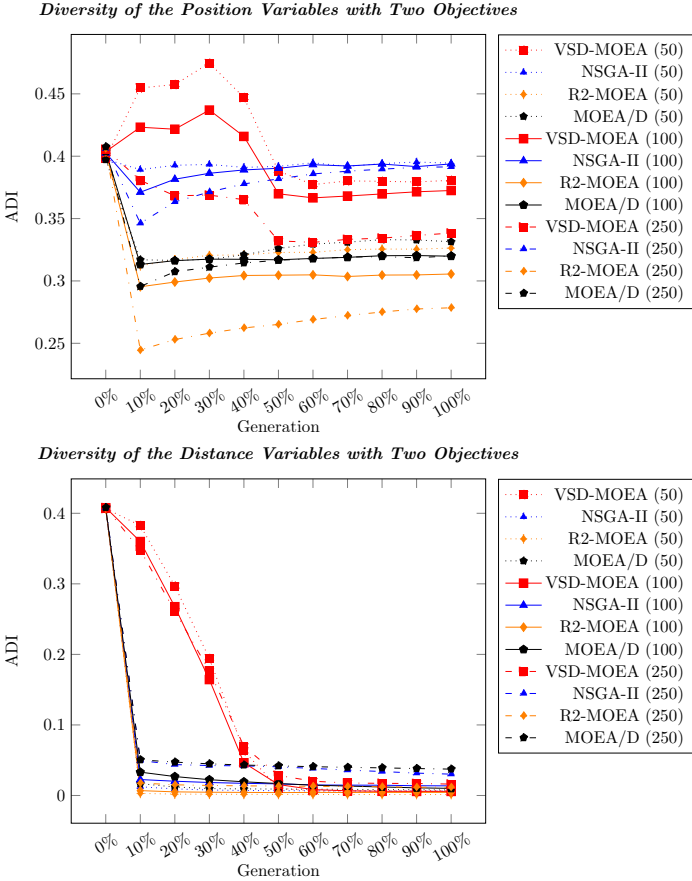 Diversity of the Position Variables with Two Objectives
0.45
0.4
0.35
0.3
0.25
ADI
0% 10% 20% 30% 40% 50% 60% 70% 80% 90% 100%
Generation
VSD-MOEA (50)
NSGA-II (50)
R2-MOEA (50)
MOEA/D (50)
VSD-MOEA (100)
NSGA-II (100)
R2-MOEA (100)
MOEA/D (100)
VSD-MOEA (250)
NSGA-II (250)
R2-MOEA (250)
MOEA/D (250)
Diversity of the Distance Variables with Two Objectives
0.4
0.3
0.2
0.1
0
ADI
0% 10% 20% 30% 40% 50% 60% 70% 80% 90% 100%
Generation
VSD-MOEA (50)
NSGA-II (50)
R2-MOEA (50)
MOEA/D (50)
VSD-MOEA (100)
NSGA-II (100)
R2-MOEA (100)
MOEA/D (100)
VSD-MOEA (250)
NSGA-II (250)
R2-MOEA (250)
MOEA/D (250)